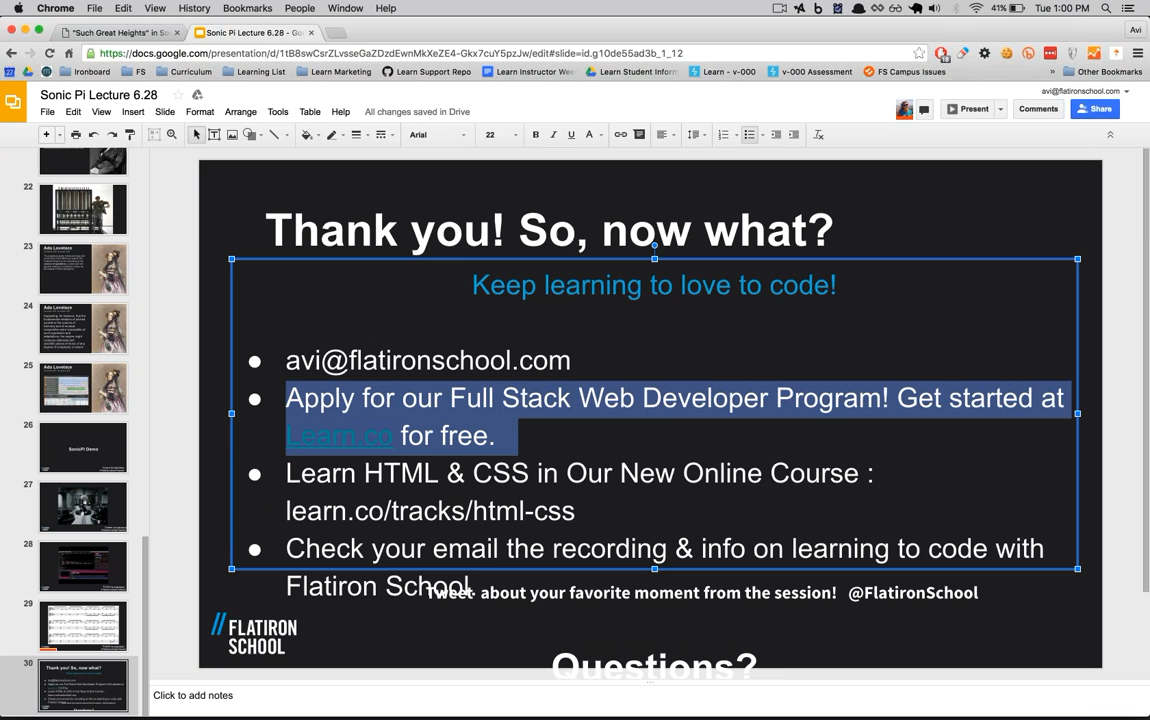 Chrome File Edit View History Bookmarks People Window Help
41% Tue 1:00 PM
"Such Great Heights" in So
Sonic Pi Lecture 6.28 - Go
Avi
https://docs.google.com/presentation/d/1tB8swCsrZLvsseGaZDzdEwnMkXeZE4-Gkx7cuY5pzJw/edit#slide=id.g10de55ad3b_1_12
Ironboard FS Curriculum Learning List Learn Marketing Learn Support Repo Learn Instructor We Learn Student Inform Learn - v-000 v-000 Assessment FS Campus Issues » Other Bookmarks
Sonic Pi Lecture 6.28
avi@flatironschool.com
File Edit View Insert Slide Format Arrange Tools Table Help All changes saved in Drive
Present Comments Share
Arial 22 B I U A
22
23
Ada Lovelace
24
Ada Lovelace
25
Ada Lovelace
26
SonicPi Demo
27
28
29
30
Thank you! So, now what?
Keep learning to love to code!
● avi@flatironschool.com
● Apply for our Full Stack Web Developer Program! Get started at
Learn.co for free.
● Learn HTML & CSS in Our New Online Course :
learn.co/tracks/html-css
● Check your email the recording & info on learning to code with
Flatiron School.
Tweet about your favorite moment from the session! @FlatironSchool
// FLATIRON
SCHOOL
Questions?
Click to add notes